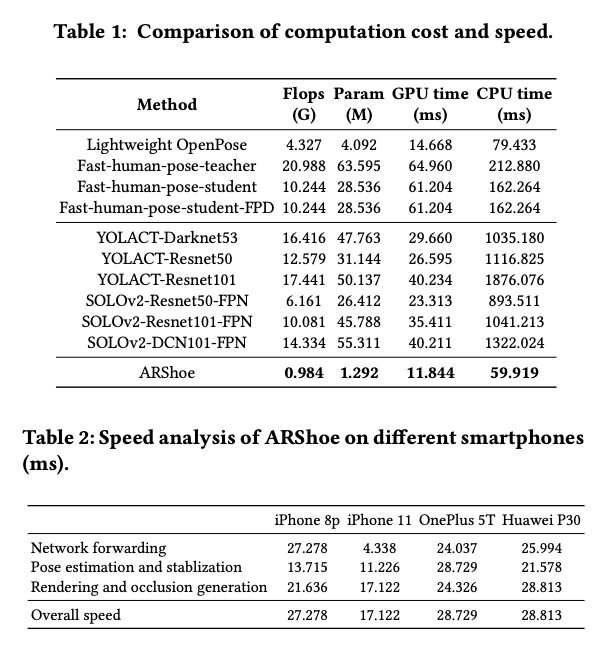 Table 1: Comparison of computation cost and speed.
Method Flops (G) Param (M) GPU time (ms) CPU time (ms)
Lightweight OpenPose 4.327 4.092 14.668 79.433
Fast-human-pose-teacher 20.988 63.595 64.960 212.880
Fast-human-pose-student 10.244 28.536 61.204 162.264
Fast-human-pose-student-FPD 10.244 28.536 61.204 162.264
YOLACT-Darknet53 16.416 47.763 29.660 1035.180
YOLACT-Resnet50 12.579 31.144 26.595 1116.825
YOLACT-Resnet101 17.441 50.137 40.234 1876.076
SOLOv2-Resnet50-FPN 6.161 26.412 23.313 893.511
SOLOv2-Resnet101-FPN 10.081 45.788 35.411 1041.213
SOLOv2-DCN101-FPN 14.334 55.311 40.211 1322.024
ARShoe 0.984 1.292 11.844 59.919
Table 2: Speed analysis of ARShoe on different smartphones
(ms).
iPhone 8p iPhone 11 OnePlus 5T Huawei P30
Network forwarding 27.278 4.338 24.037 25.994
Pose estimation and stablization 13.715 11.226 28.729 21.578
Rendering and occlusion generation 21.636 17.122 24.326 28.813
Overall speed 27.278 17.122 28.729 28.813